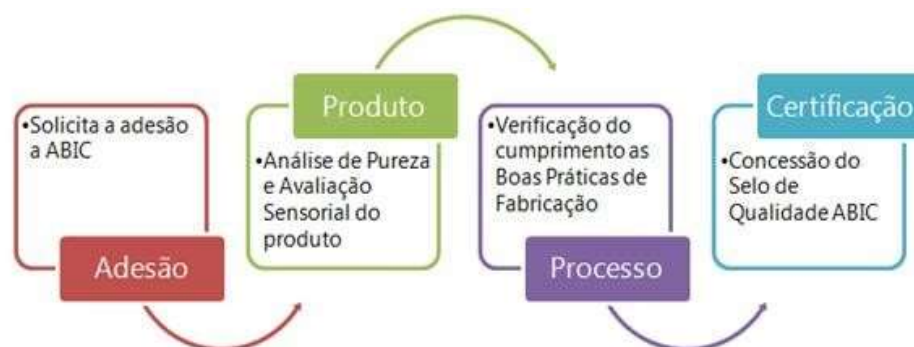 •Solicita a adesão
a ABIC
Adesão
Produto
•Análise de Pureza
e Avaliação
Sensorial do
produto
•Verificação do
cumprimento as
Boas Práticas de
Fabricação
Processo
Certificação
•Concessão do
Selo de
Qualidade ABIC